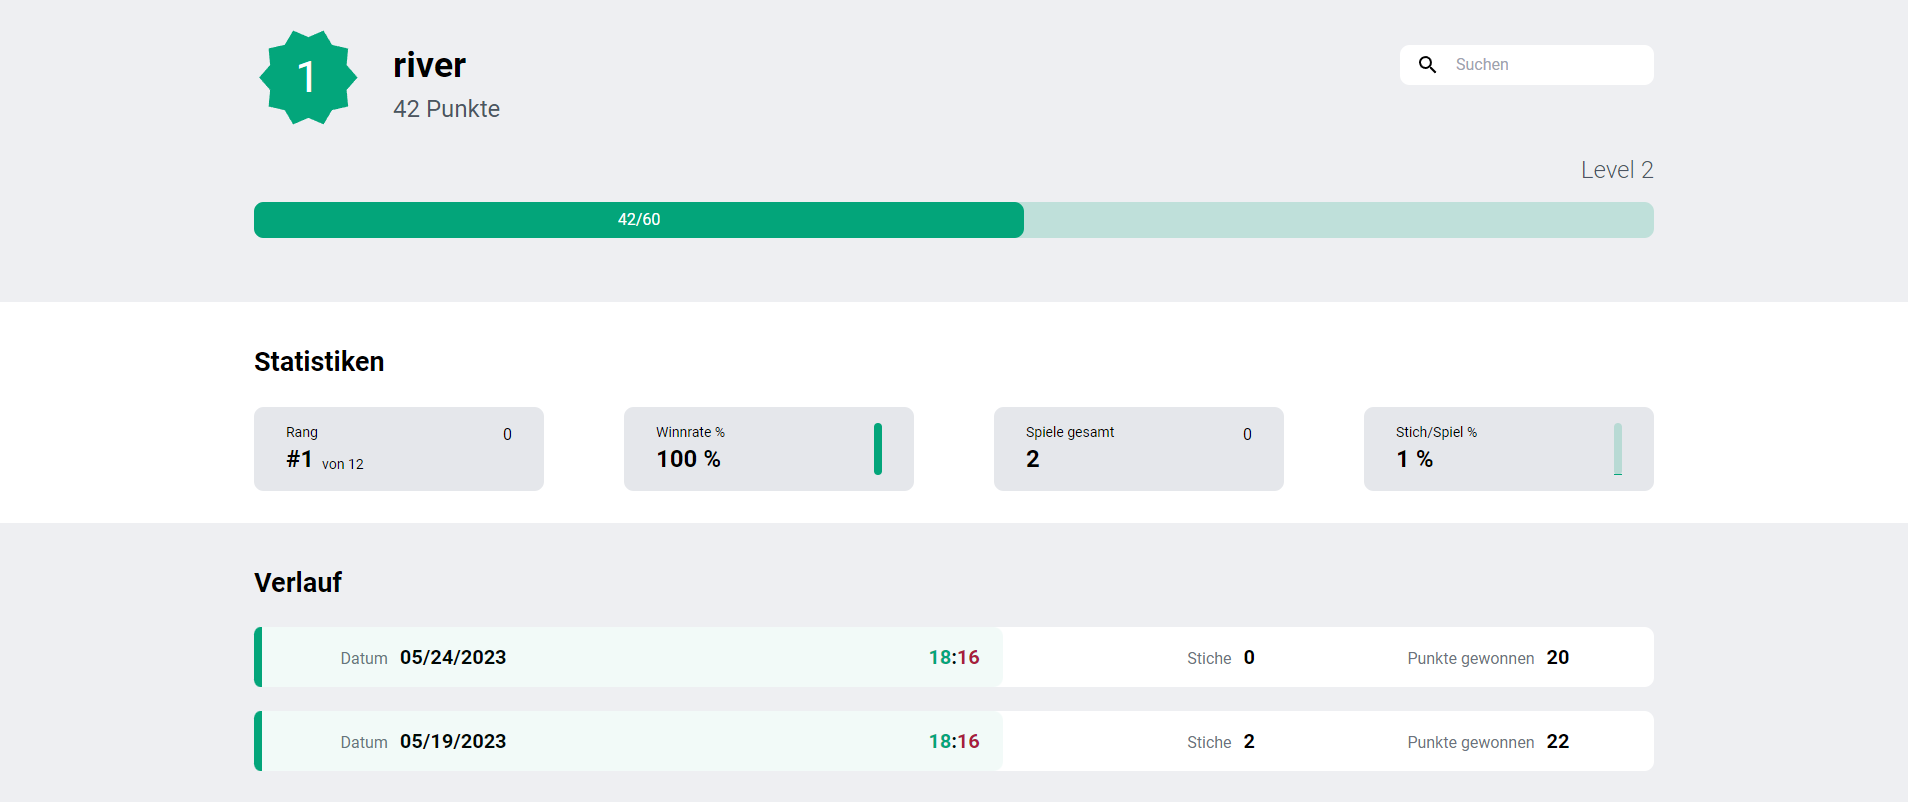 1
river
42 Punkte
Suchen
Level 2
42/60
Statistiken
Rang 0
#1 von 12
Winnrate %
100 %
Spiele gesamt 0
2
Stich/Spiel %
1 %
Verlauf
Datum 05/24/2023 18:16 Stiche 0 Punkte gewonnen 20
Datum 05/19/2023 18:16 Stiche 2 Punkte gewonnen 22